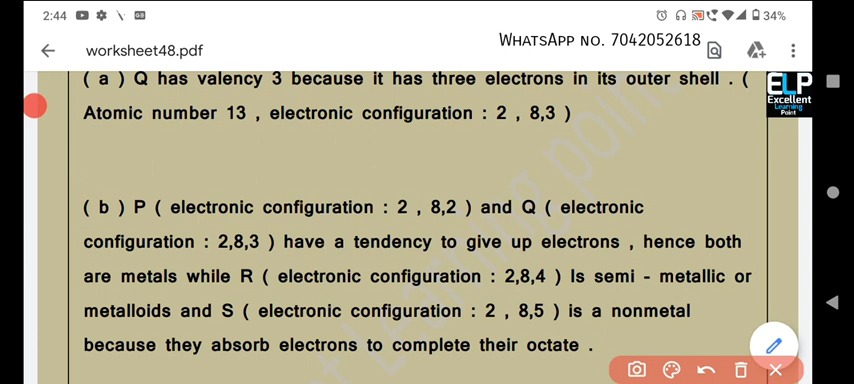 2:44
34%
WHATSAPP NO. 7042052618
worksheet48.pdf
ELP
Excellent
Learning
Point
( a ) Q has valency 3 because it has three electrons in its outer shell . (
Atomic number 13 , electronic configuration : 2 , 8,3 )
( b ) P ( electronic configuration : 2 , 8,2 ) and Q ( electronic
configuration : 2,8,3 ) have a tendency to give up electrons , hence both
are metals while R ( electronic configuration : 2,8,4 ) Is semi - metallic or
metalloids and S ( electronic configuration : 2 , 8,5 ) is a nonmetal
because they absorb electrons to complete their octate .
t Learning point